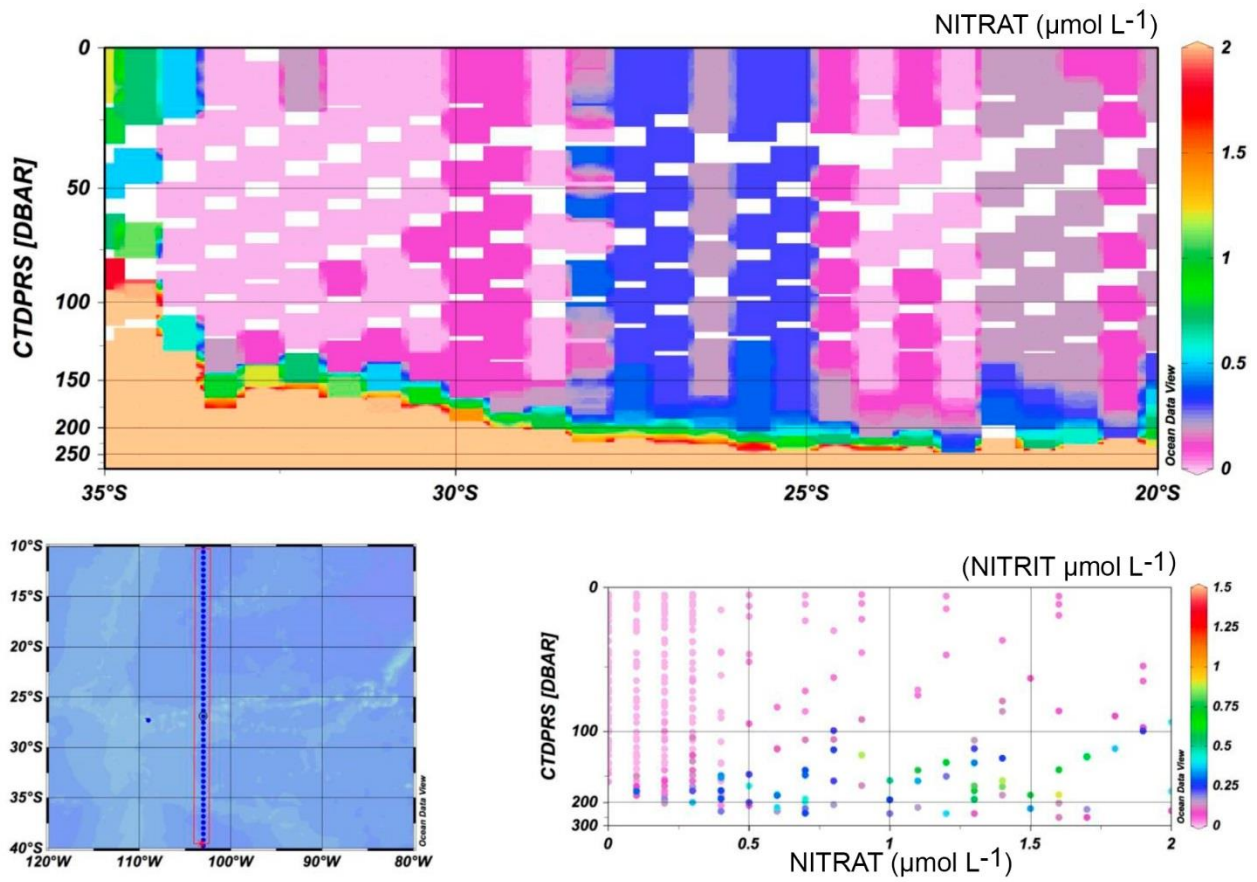 NITRAT (µmol L-1)
0
50
100
150
200
250
CTDPRS [DBAR]
35°S
30°S
25°S
20°S
Ocean Data View
2
1.5
1
0.5
0
10°S
15°S
20°S
25°S
30°S
35°S
40°S
120°W
110°W
100°W
90°W
80°W
Ocean Data View
(NITRIT µmol L-1)
0
100
200
300
CTDPRS [DBAR]
0
0.5
1
1.5
2
NITRAT (µmol L-1)
Ocean Data View
1.5
1.25
1
0.75
0.5
0.25
0